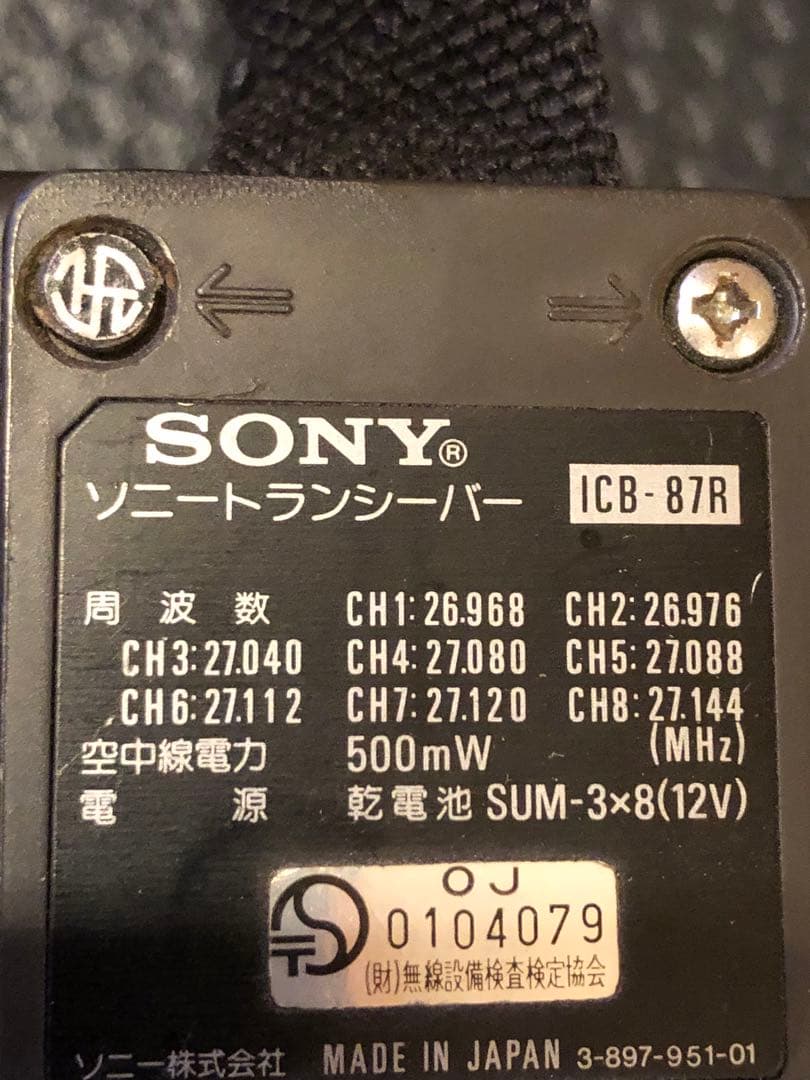 SONY®
ソニートランシーバー ICB-87R
周波数 CH1:26.968 CH2:26.976
CH3:27.040 CH4:27.080 CH5:27.088
CH6:27.112 CH7:27.120 CH8:27.144
空中線電力 500mW (MHz)
電源 乾電池 SUM-3×8(12V)
OJ
0104079
(財)無線設備検査検定協会
ソニー株式会社 MADE IN JAPAN 3-897-951-01